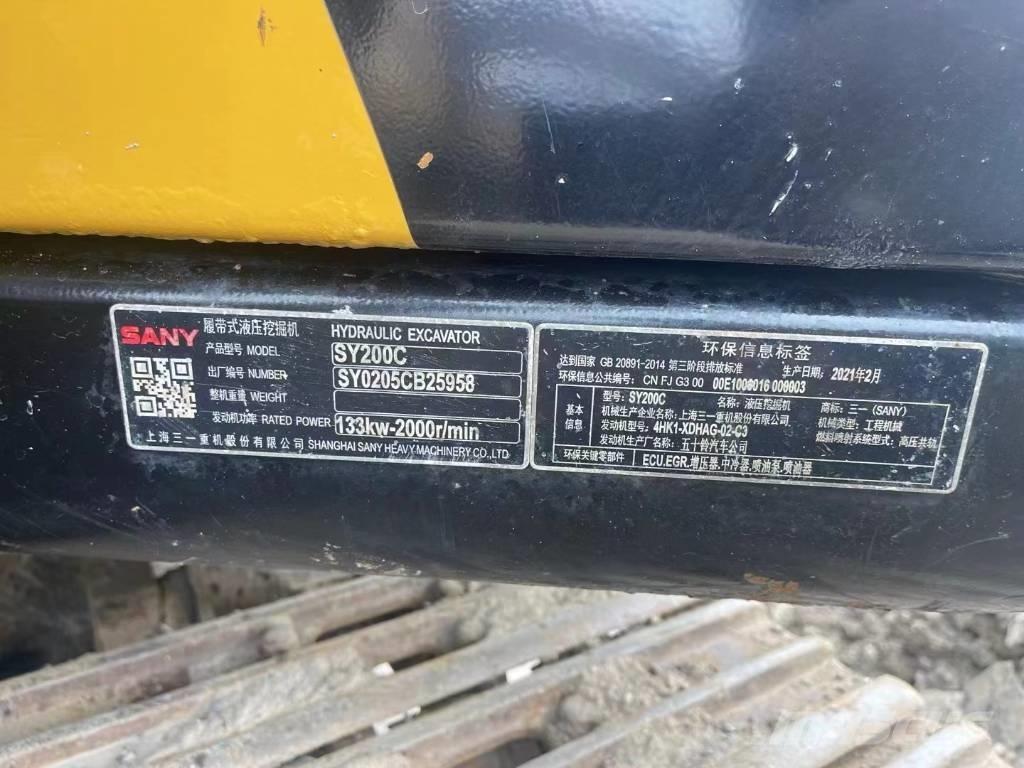 SANY 履带式液压挖掘机 HYDRAULIC EXCAVATOR
产品型号 MODEL SY200C
出厂编号 NUMBER SY0205CB25958
整机重量 WEIGHT
发动机功率 RATED POWER 133kw-2000r/min
上海三一重机股份有限公司 SHANGHAI SANY HEAVY MACHINERY CO.,LTD
环保信息标签
达到国家 GB 20891-2014 第三阶段排放标准 生产日期: 2021年2月
环保信息公共编号: CN FJ G3 00 00E1006016 000003
基本信息
型号: SY200C 名称: 液压挖掘机 商标: 三一 (SANY)
机械生产企业名称: 上海三一重机股份有限公司 机械类型: 工程机械
发动机型号: 4HK1-XDHAG-02-C3 燃料喷射系统型式: 高压共轨
发动机生产厂名称: 五十铃汽车公司
环保关键零部件 ECU.EGR.增压器.中冷器.喷油泵.喷油器